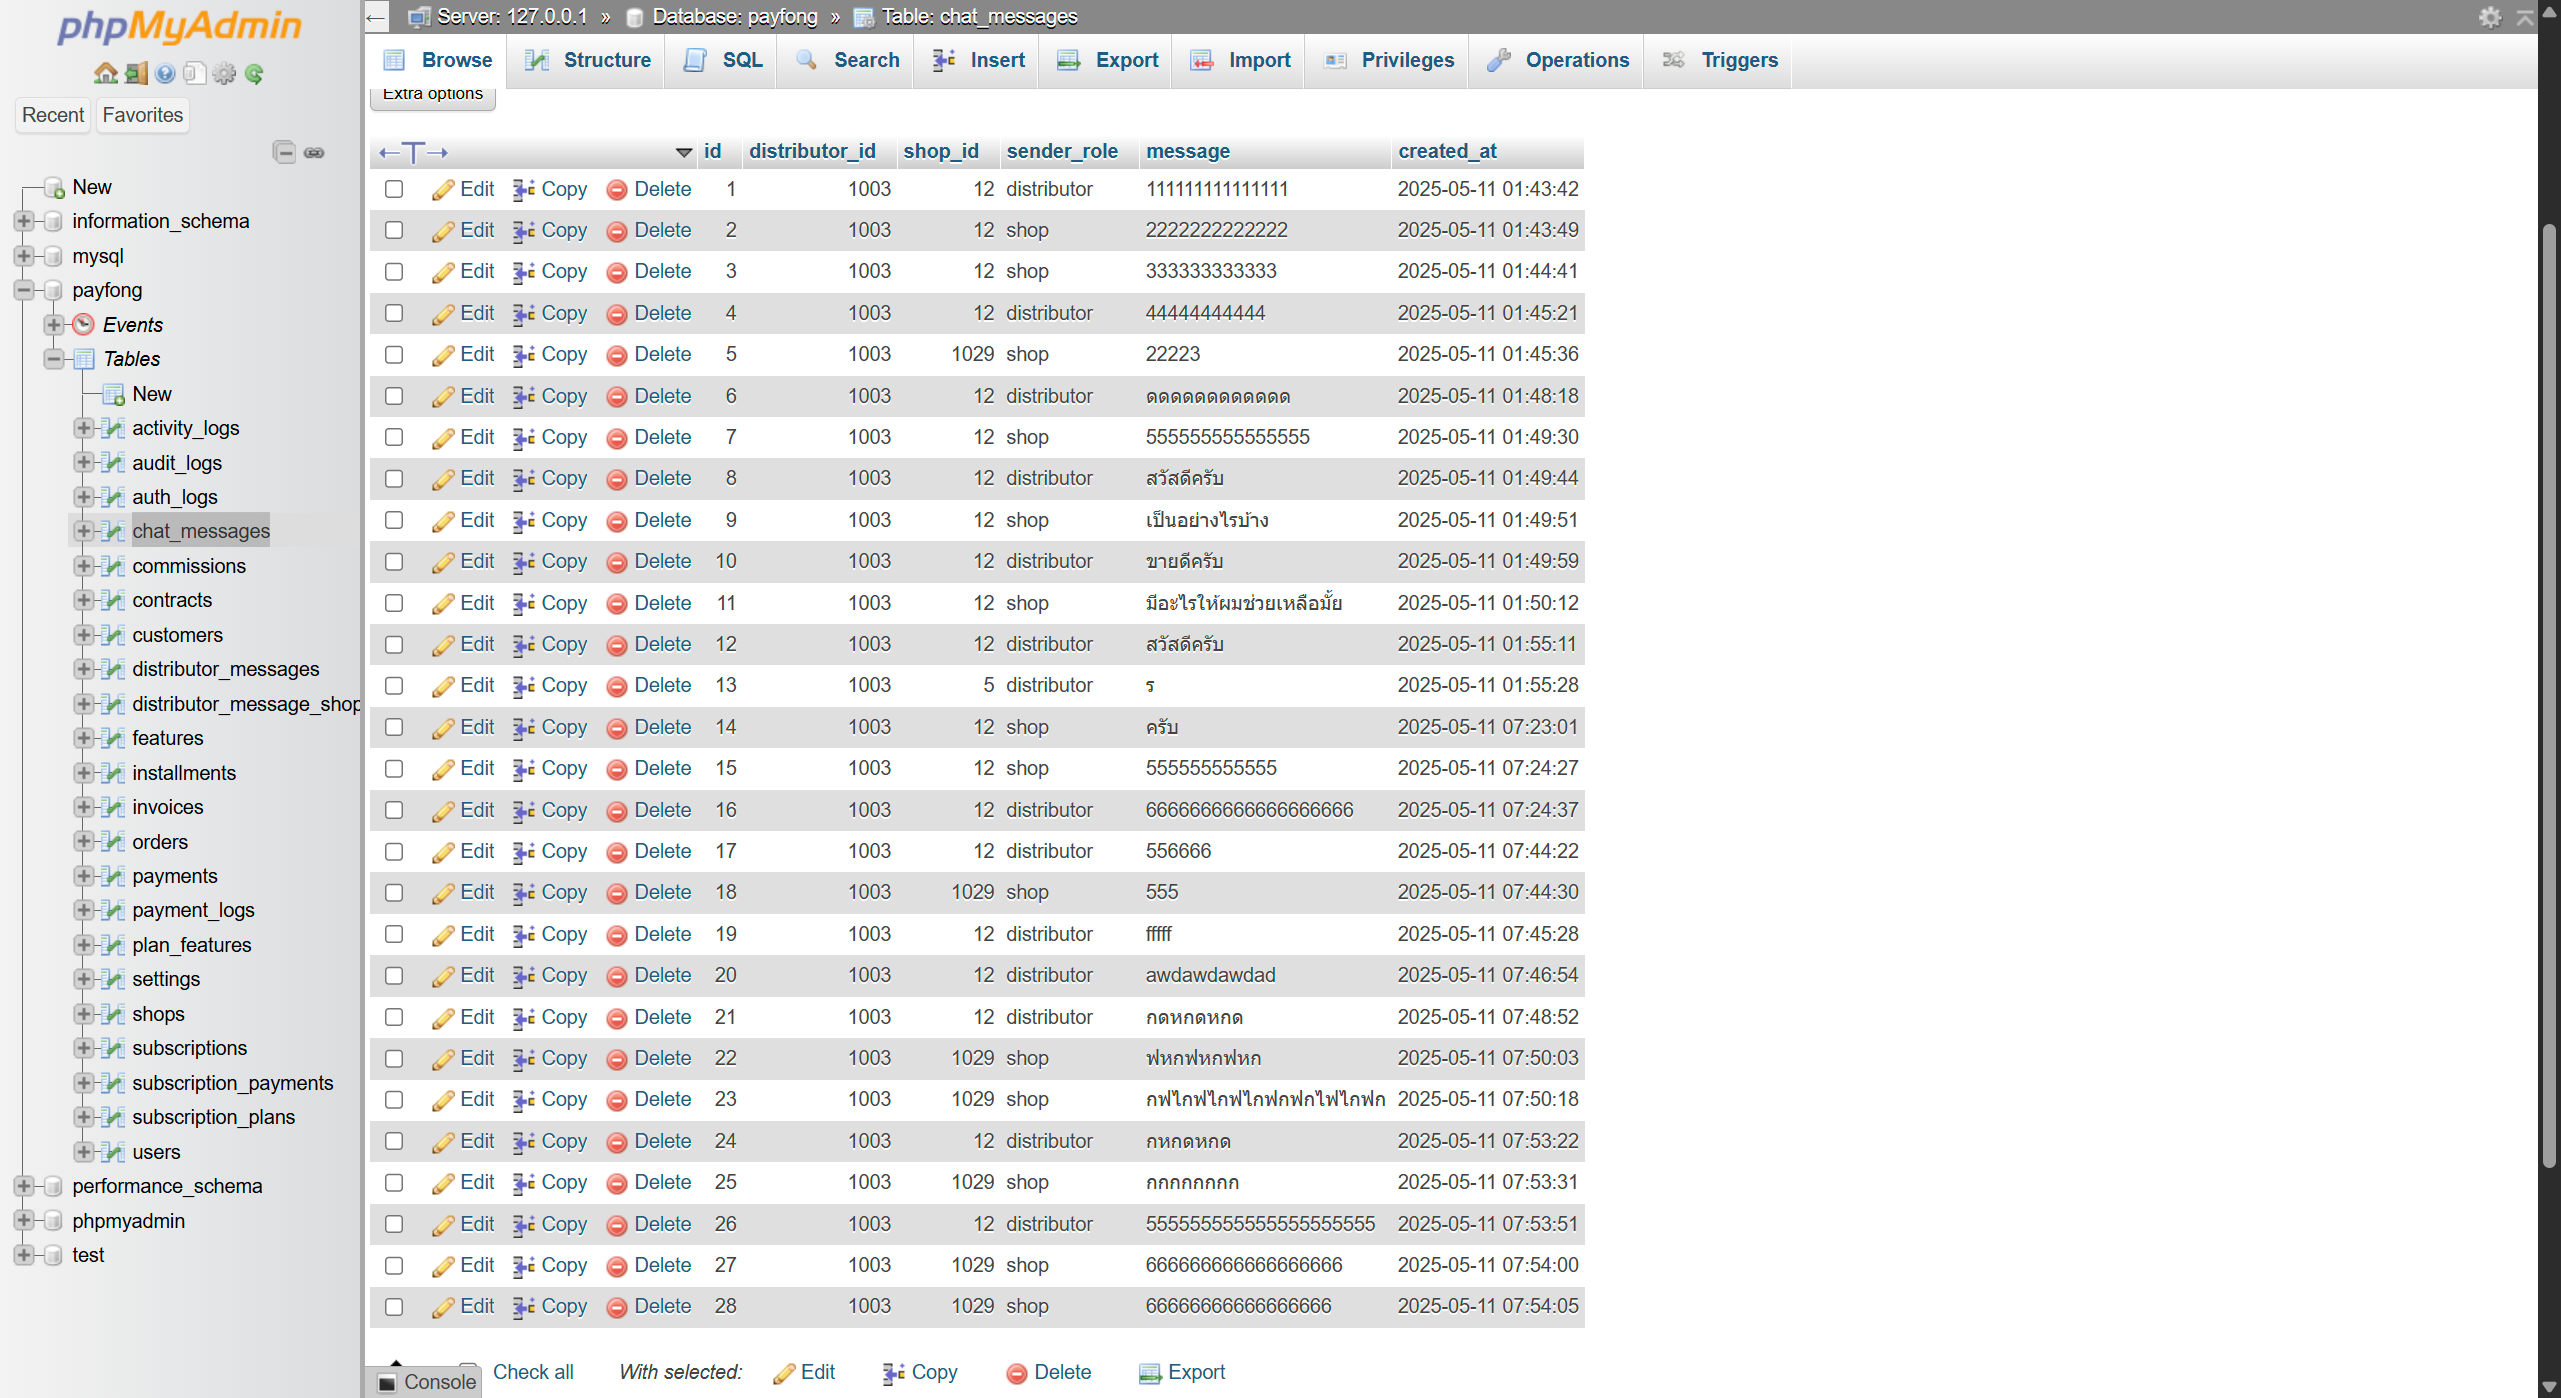 phpMyAdmin
Recent Favorites
New
information_schema
mysql
payfong
Events
Tables
New
activity_logs
audit_logs
auth_logs
chat_messages
commissions
contracts
customers
distributor_messages
distributor_message_shop
features
installments
invoices
orders
payments
payment_logs
plan_features
settings
shops
subscriptions
subscription_payments
subscription_plans
users
performance_schema
phpmyadmin
test
Server: 127.0.0.1 » Database: payfong » Table: chat_messages
Browse Structure SQL Search Insert Export Import Privileges Operations Triggers
Extra options
←T→ id distributor_id shop_id sender_role message created_at
Edit Copy Delete 1 1003 12 distributor 111111111111111 2025-05-11 01:43:42
Edit Copy Delete 2 1003 12 shop 2222222222222 2025-05-11 01:43:49
Edit Copy Delete 3 1003 12 shop 333333333333 2025-05-11 01:44:41
Edit Copy Delete 4 1003 12 distributor 44444444444 2025-05-11 01:45:21
Edit Copy Delete 5 1003 1029 shop 22223 2025-05-11 01:45:36
Edit Copy Delete 6 1003 12 distributor ดดดดดดดดดดดด 2025-05-11 01:48:18
Edit Copy Delete 7 1003 12 shop 555555555555555 2025-05-11 01:49:30
Edit Copy Delete 8 1003 12 distributor สวัสดีครับ 2025-05-11 01:49:44
Edit Copy Delete 9 1003 12 shop เป็นอย่างไรบ้าง 2025-05-11 01:49:51
Edit Copy Delete 10 1003 12 distributor ขายดีครับ 2025-05-11 01:49:59
Edit Copy Delete 11 1003 12 shop มีอะไรให้ผมช่วยเหลือมั้ย 2025-05-11 01:50:12
Edit Copy Delete 12 1003 12 distributor สวัสดีครับ 2025-05-11 01:55:11
Edit Copy Delete 13 1003 5 distributor ร 2025-05-11 01:55:28
Edit Copy Delete 14 1003 12 shop ครับ 2025-05-11 07:23:01
Edit Copy Delete 15 1003 12 shop 555555555555 2025-05-11 07:24:27
Edit Copy Delete 16 1003 12 distributor 6666666666666666666 2025-05-11 07:24:37
Edit Copy Delete 17 1003 12 distributor 556666 2025-05-11 07:44:22
Edit Copy Delete 18 1003 1029 shop 555 2025-05-11 07:44:30
Edit Copy Delete 19 1003 12 distributor fffff 2025-05-11 07:45:28
Edit Copy Delete 20 1003 12 distributor awdawdawdad 2025-05-11 07:46:54
Edit Copy Delete 21 1003 12 distributor กดหกดหกด 2025-05-11 07:48:52
Edit Copy Delete 22 1003 1029 shop ฟหกฟหกฟหก 2025-05-11 07:50:03
Edit Copy Delete 23 1003 1029 shop กฟไกฟไกฟไกฟกฟกไฟไกฟก 2025-05-11 07:50:18
Edit Copy Delete 24 1003 12 distributor กหกดหกด 2025-05-11 07:53:22
Edit Copy Delete 25 1003 1029 shop กกกกกกกก 2025-05-11 07:53:31
Edit Copy Delete 26 1003 12 distributor 555555555555555555555 2025-05-11 07:53:51
Edit Copy Delete 27 1003 1029 shop 666666666666666666 2025-05-11 07:54:00
Edit Copy Delete 28 1003 1029 shop 66666666666666666 2025-05-11 07:54:05
Check all With selected: Edit Copy Delete Export
Console